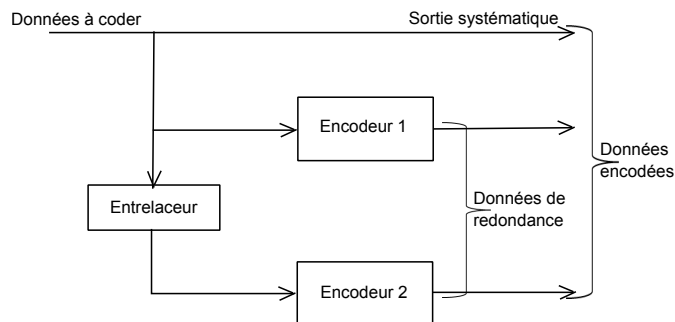 Données à coder
Sortie systématique
Encodeur 1
Données
encodées
Entrelaceur
Données de
redondance
Encodeur 2